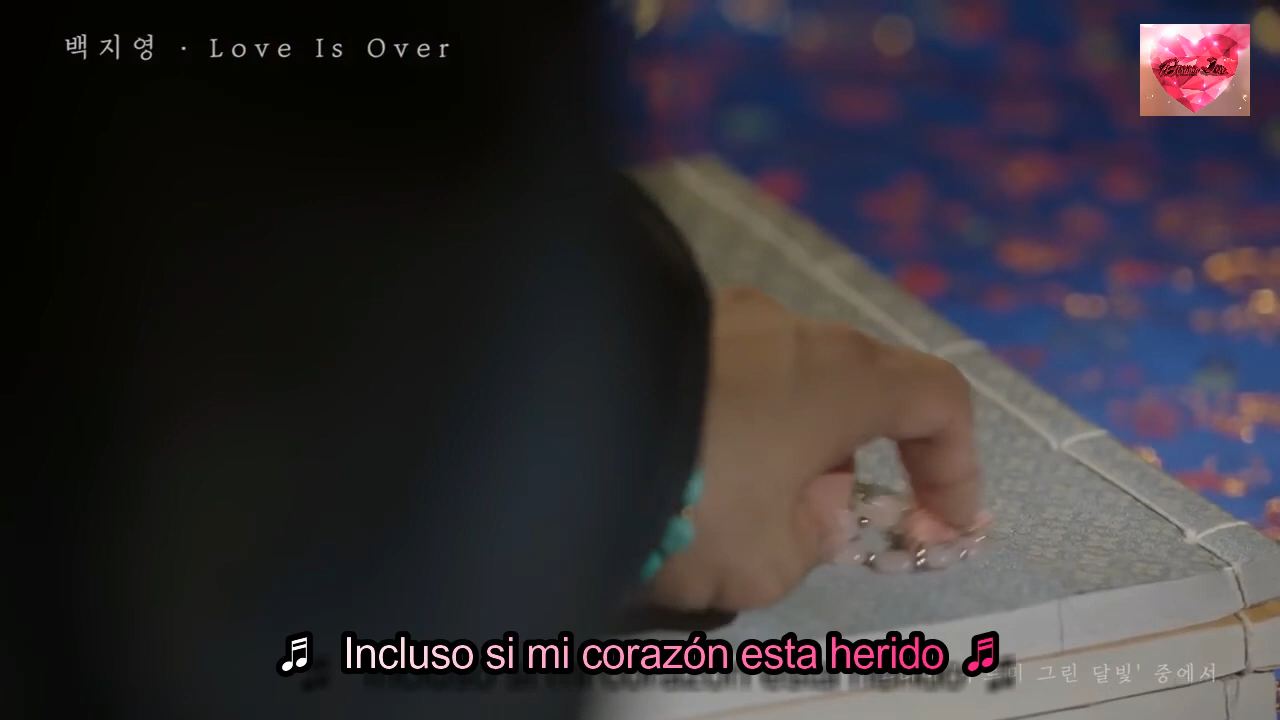 백지영 · Love Is Over
♬ Incluso si mi corazón esta herido ♬
그린 달빛' 중에서